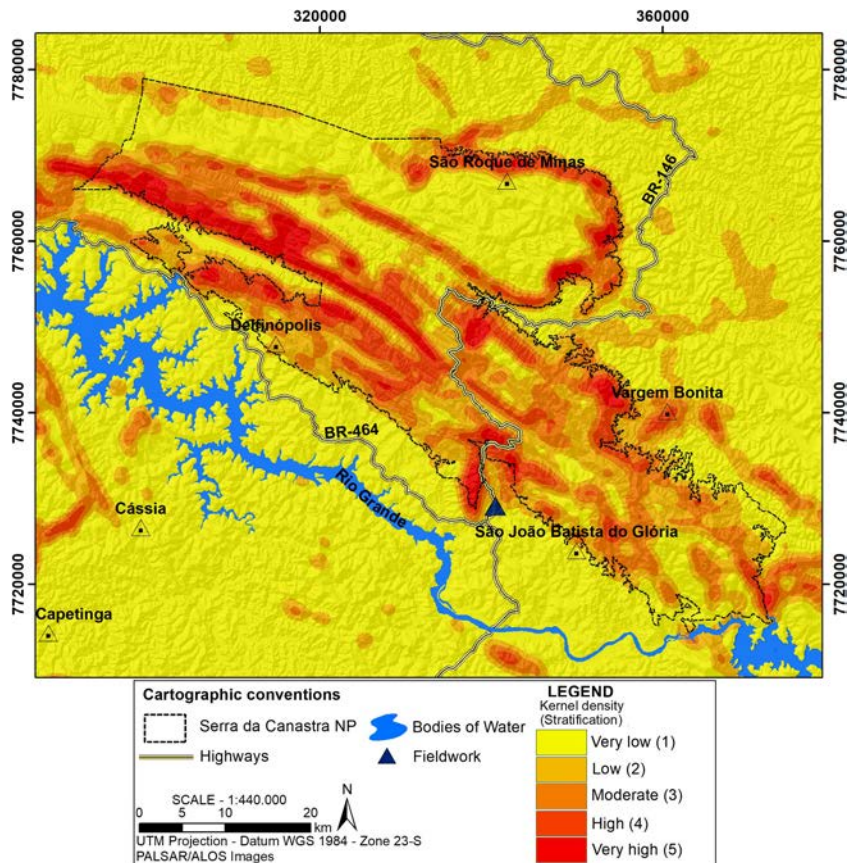 320000
360000
7780000
7780000
São Roque de Minas
BR-146
7760000
7760000
Delfinópolis
Vargem Bonita
7740000
7740000
BR-464
Rio Grande
Cássia
São João Batista do Glória
7720000
7720000
Capetinga
Cartographic conventions
Serra da Canastra NP
Bodies of Water
Highways
Fieldwork
SCALE - 1:440.000
0 5 10 20
km
N
UTM Projection - Datum WGS 1984 - Zone 23-S
PALSAR/ALOS Images
LEGEND
Kernel density
(Stratification)
Very low (1)
Low (2)
Moderate (3)
High (4)
Very high (5)